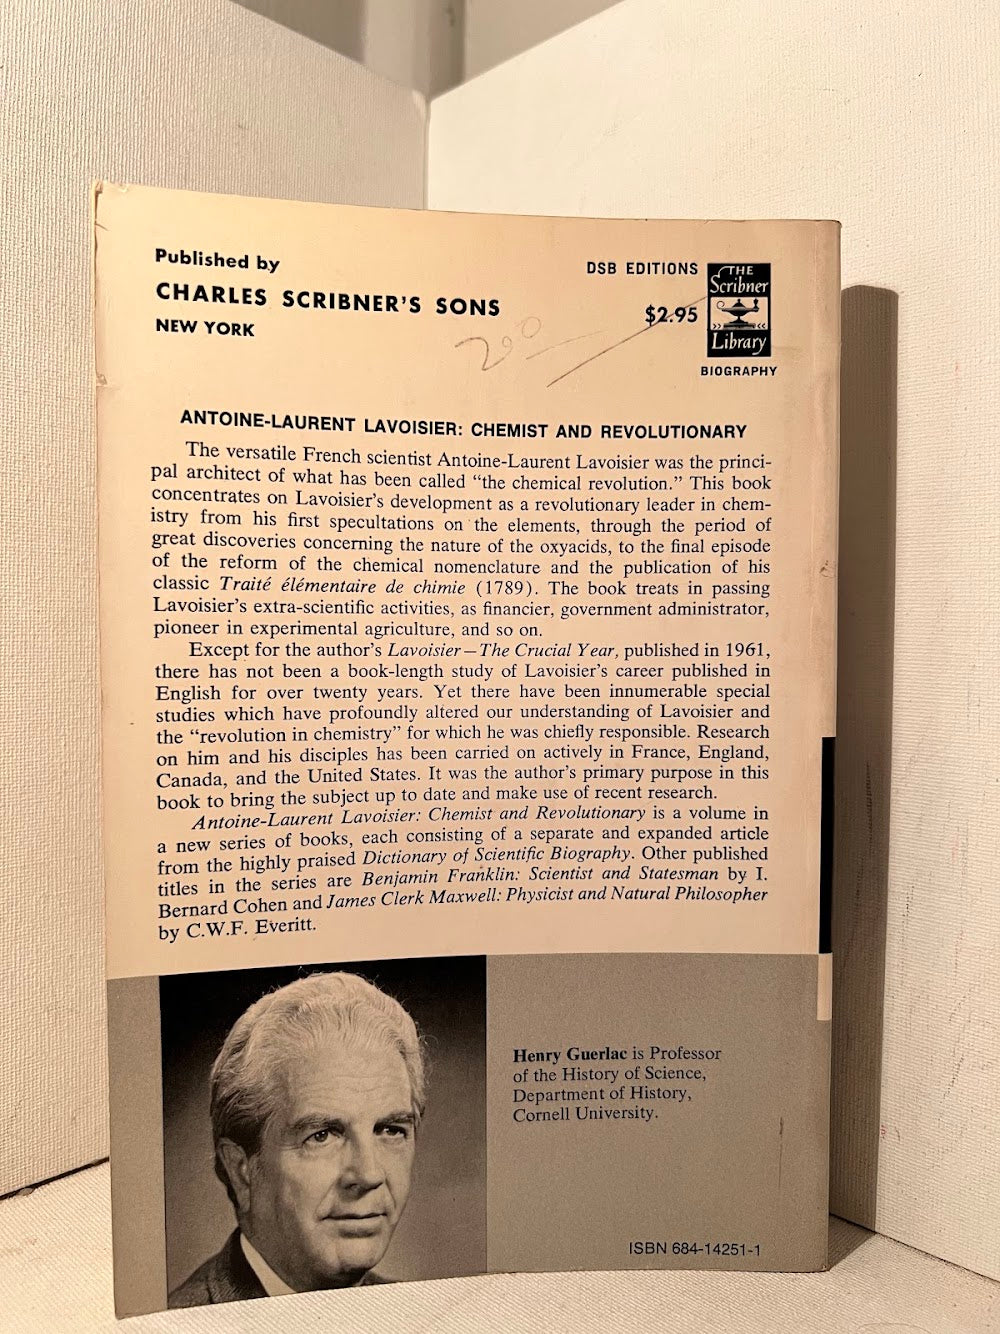 Published by
CHARLES SCRIBNER'S SONS
NEW YORK
DSB EDITIONS
$2.95
THE
Scribner
Library
BIOGRAPHY
ANTOINE-LAURENT LAVOISIER: CHEMIST AND REVOLUTIONARY
The versatile French scientist Antoine-Laurent Lavoisier was the princi-
pal architect of what has been called “the chemical revolution.” This book
concentrates on Lavoisier's development as a revolutionary leader in chem-
istry from his first specultations on the elements, through the period of
great discoveries concerning the nature of the oxyacids, to the final episode
of the reform of the chemical nomenclature and the publication of his
classic Traité élémentaire de chimie (1789). The book treats in passing
Lavoisier's extra-scientific activities, as financier, government administrator,
pioneer in experimental agriculture, and so on.
Except for the author's Lavoisier—The Crucial Year, published in 1961,
there has not been a book-length study of Lavoisier's career published in
English for over twenty years. Yet there have been innumerable special
studies which have profoundly altered our understanding of Lavoisier and
the “revolution in chemistry” for which he was chiefly responsible. Research
on him and his disciples has been carried on actively in France, England,
Canada, and the United States. It was the author's primary purpose in this
book to bring the subject up to date and make use of recent research.
Antoine-Laurent Lavoisier: Chemist and Revolutionary is a volume in
a new series of books, each consisting of a separate and expanded article
from the highly praised Dictionary of Scientific Biography. Other published
titles in the series are Benjamin Franklin: Scientist and Statesman by I.
Bernard Cohen and James Clerk Maxwell: Physicist and Natural Philosopher
by C.W.F. Everitt.
Henry Guerlac is Professor
of the History of Science,
Department of History,
Cornell University.
ISBN 684-14251-1